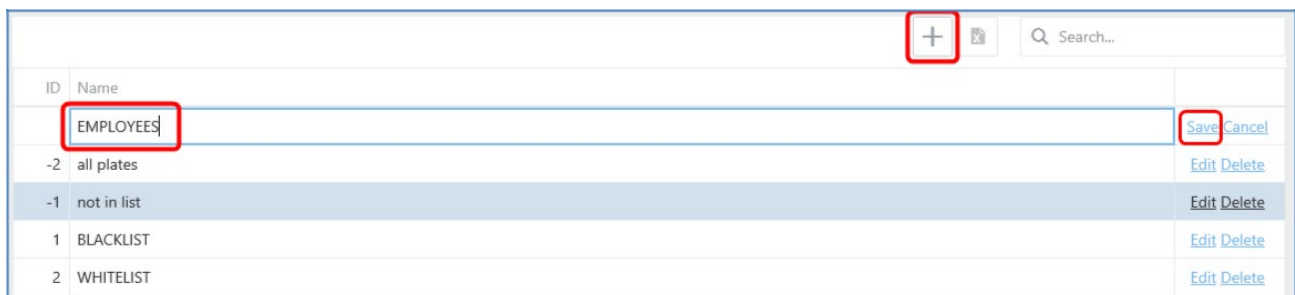 Search...
ID Name
EMPLOYEES Save Cancel
-2 all plates Edit Delete
-1 not in list Edit Delete
1 BLACKLIST Edit Delete
2 WHITELIST Edit Delete